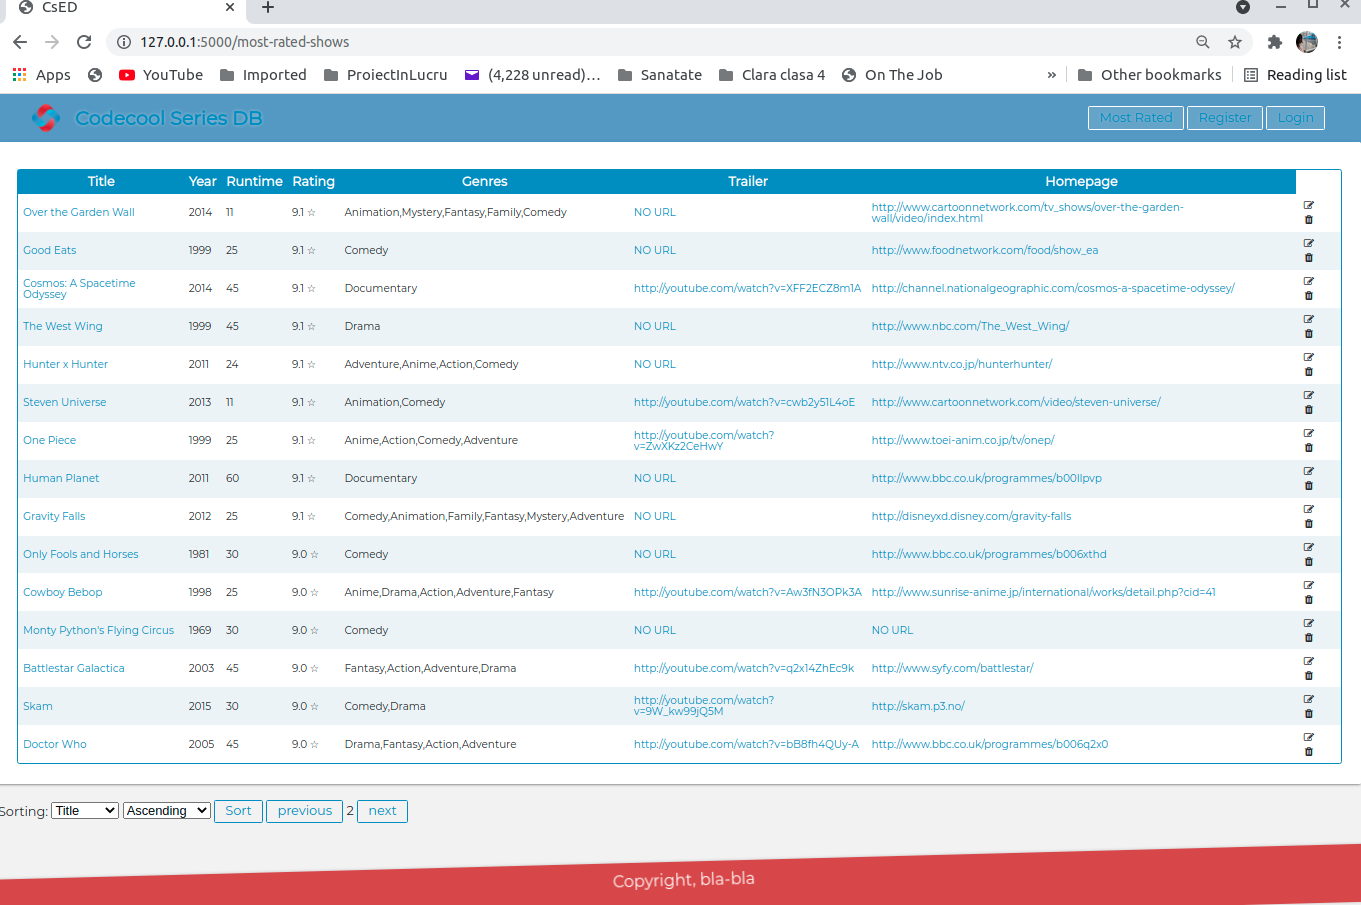 CsED
127.0.0.1:5000/most-rated-shows
Apps YouTube Imported ProiectInLucru (4,228 unread)... Sanatate Clara clasa 4 On The Job » Other bookmarks Reading list
Codecool Series DB Most Rated Register Login
Title Year Runtime Rating Genres Trailer Homepage
Over the Garden Wall 2014 11 9.1 ☆ Animation,Mystery,Fantasy,Family,Comedy NO URL http://www.cartoonnetwork.com/tv_shows/over-the-garden-
wall/video/index.html
Good Eats 1999 25 9.1 ☆ Comedy NO URL http://www.foodnetwork.com/food/show_ea
Cosmos: A Spacetime
Odyssey 2014 45 9.1 ☆ Documentary http://youtube.com/watch?v=XFF2ECZ8m1A http://channel.nationalgeographic.com/cosmos-a-spacetime-odyssey/
The West Wing 1999 45 9.1 ☆ Drama NO URL http://www.nbc.com/The_West_Wing/
Hunter x Hunter 2011 24 9.1 ☆ Adventure,Anime,Action,Comedy NO URL http://www.ntv.co.jp/hunterhunter/
Steven Universe 2013 11 9.1 ☆ Animation,Comedy http://youtube.com/watch?v=cwb2y51L4oE http://www.cartoonnetwork.com/video/steven-universe/
One Piece 1999 25 9.1 ☆ Anime,Action,Comedy,Adventure http://youtube.com/watch?
v=ZwXKz2CeHwY http://www.toei-anim.co.jp/tv/onep/
Human Planet 2011 60 9.1 ☆ Documentary NO URL http://www.bbc.co.uk/programmes/b00llpvp
Gravity Falls 2012 25 9.1 ☆ Comedy,Animation,Family,Fantasy,Mystery,Adventure NO URL http://disneyxd.disney.com/gravity-falls
Only Fools and Horses 1981 30 9.0 ☆ Comedy NO URL http://www.bbc.co.uk/programmes/b006xthd
Cowboy Bebop 1998 25 9.0 ☆ Anime,Drama,Action,Adventure,Fantasy http://youtube.com/watch?v=Aw3fN3OPk3A http://www.sunrise-anime.jp/international/works/detail.php?cid=41
Monty Python's Flying Circus 1969 30 9.0 ☆ Comedy NO URL NO URL
Battlestar Galactica 2003 45 9.0 ☆ Fantasy,Action,Adventure,Drama http://youtube.com/watch?v=q2x14ZhEc9k http://www.syfy.com/battlestar/
Skam 2015 30 9.0 ☆ Comedy,Drama http://youtube.com/watch?
v=9W_kw99jQ5M http://skam.p3.no/
Doctor Who 2005 45 9.0 ☆ Drama,Fantasy,Action,Adventure http://youtube.com/watch?v=bB8fh4QUy-A http://www.bbc.co.uk/programmes/b006q2x0
Sorting: Title Ascending Sort previous 2 next
Copyright, bla-bla